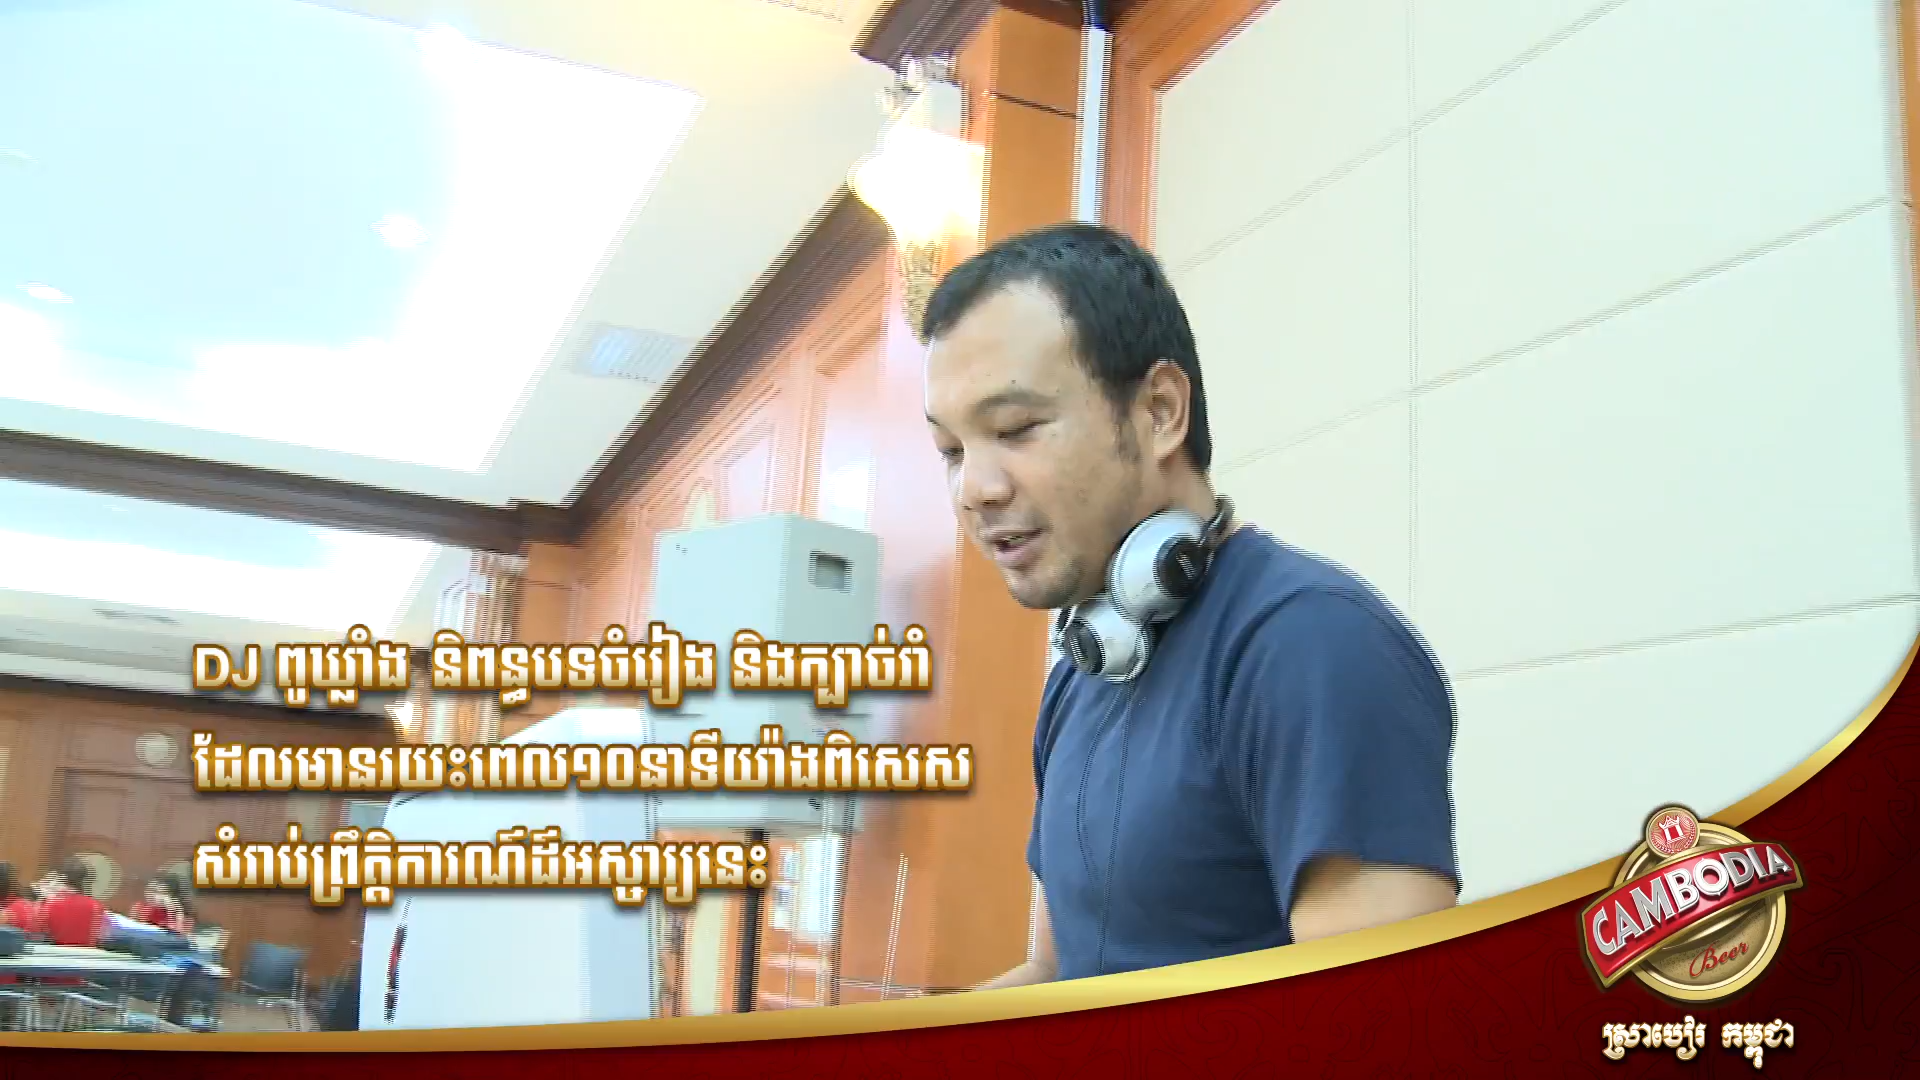 DJ ពូឃ្លាំង និពន្ធបទចំរៀង និងក្បាច់រាំ
ដែលមានរយះពេល១០នាទីយ៉ាងពិសេស
សំរាប់ព្រឹត្តិការណ៍ដ៏អស្ចារ្យនេះ
CAMBODIA
Beer
ស្រាបៀរ កម្ពុជា